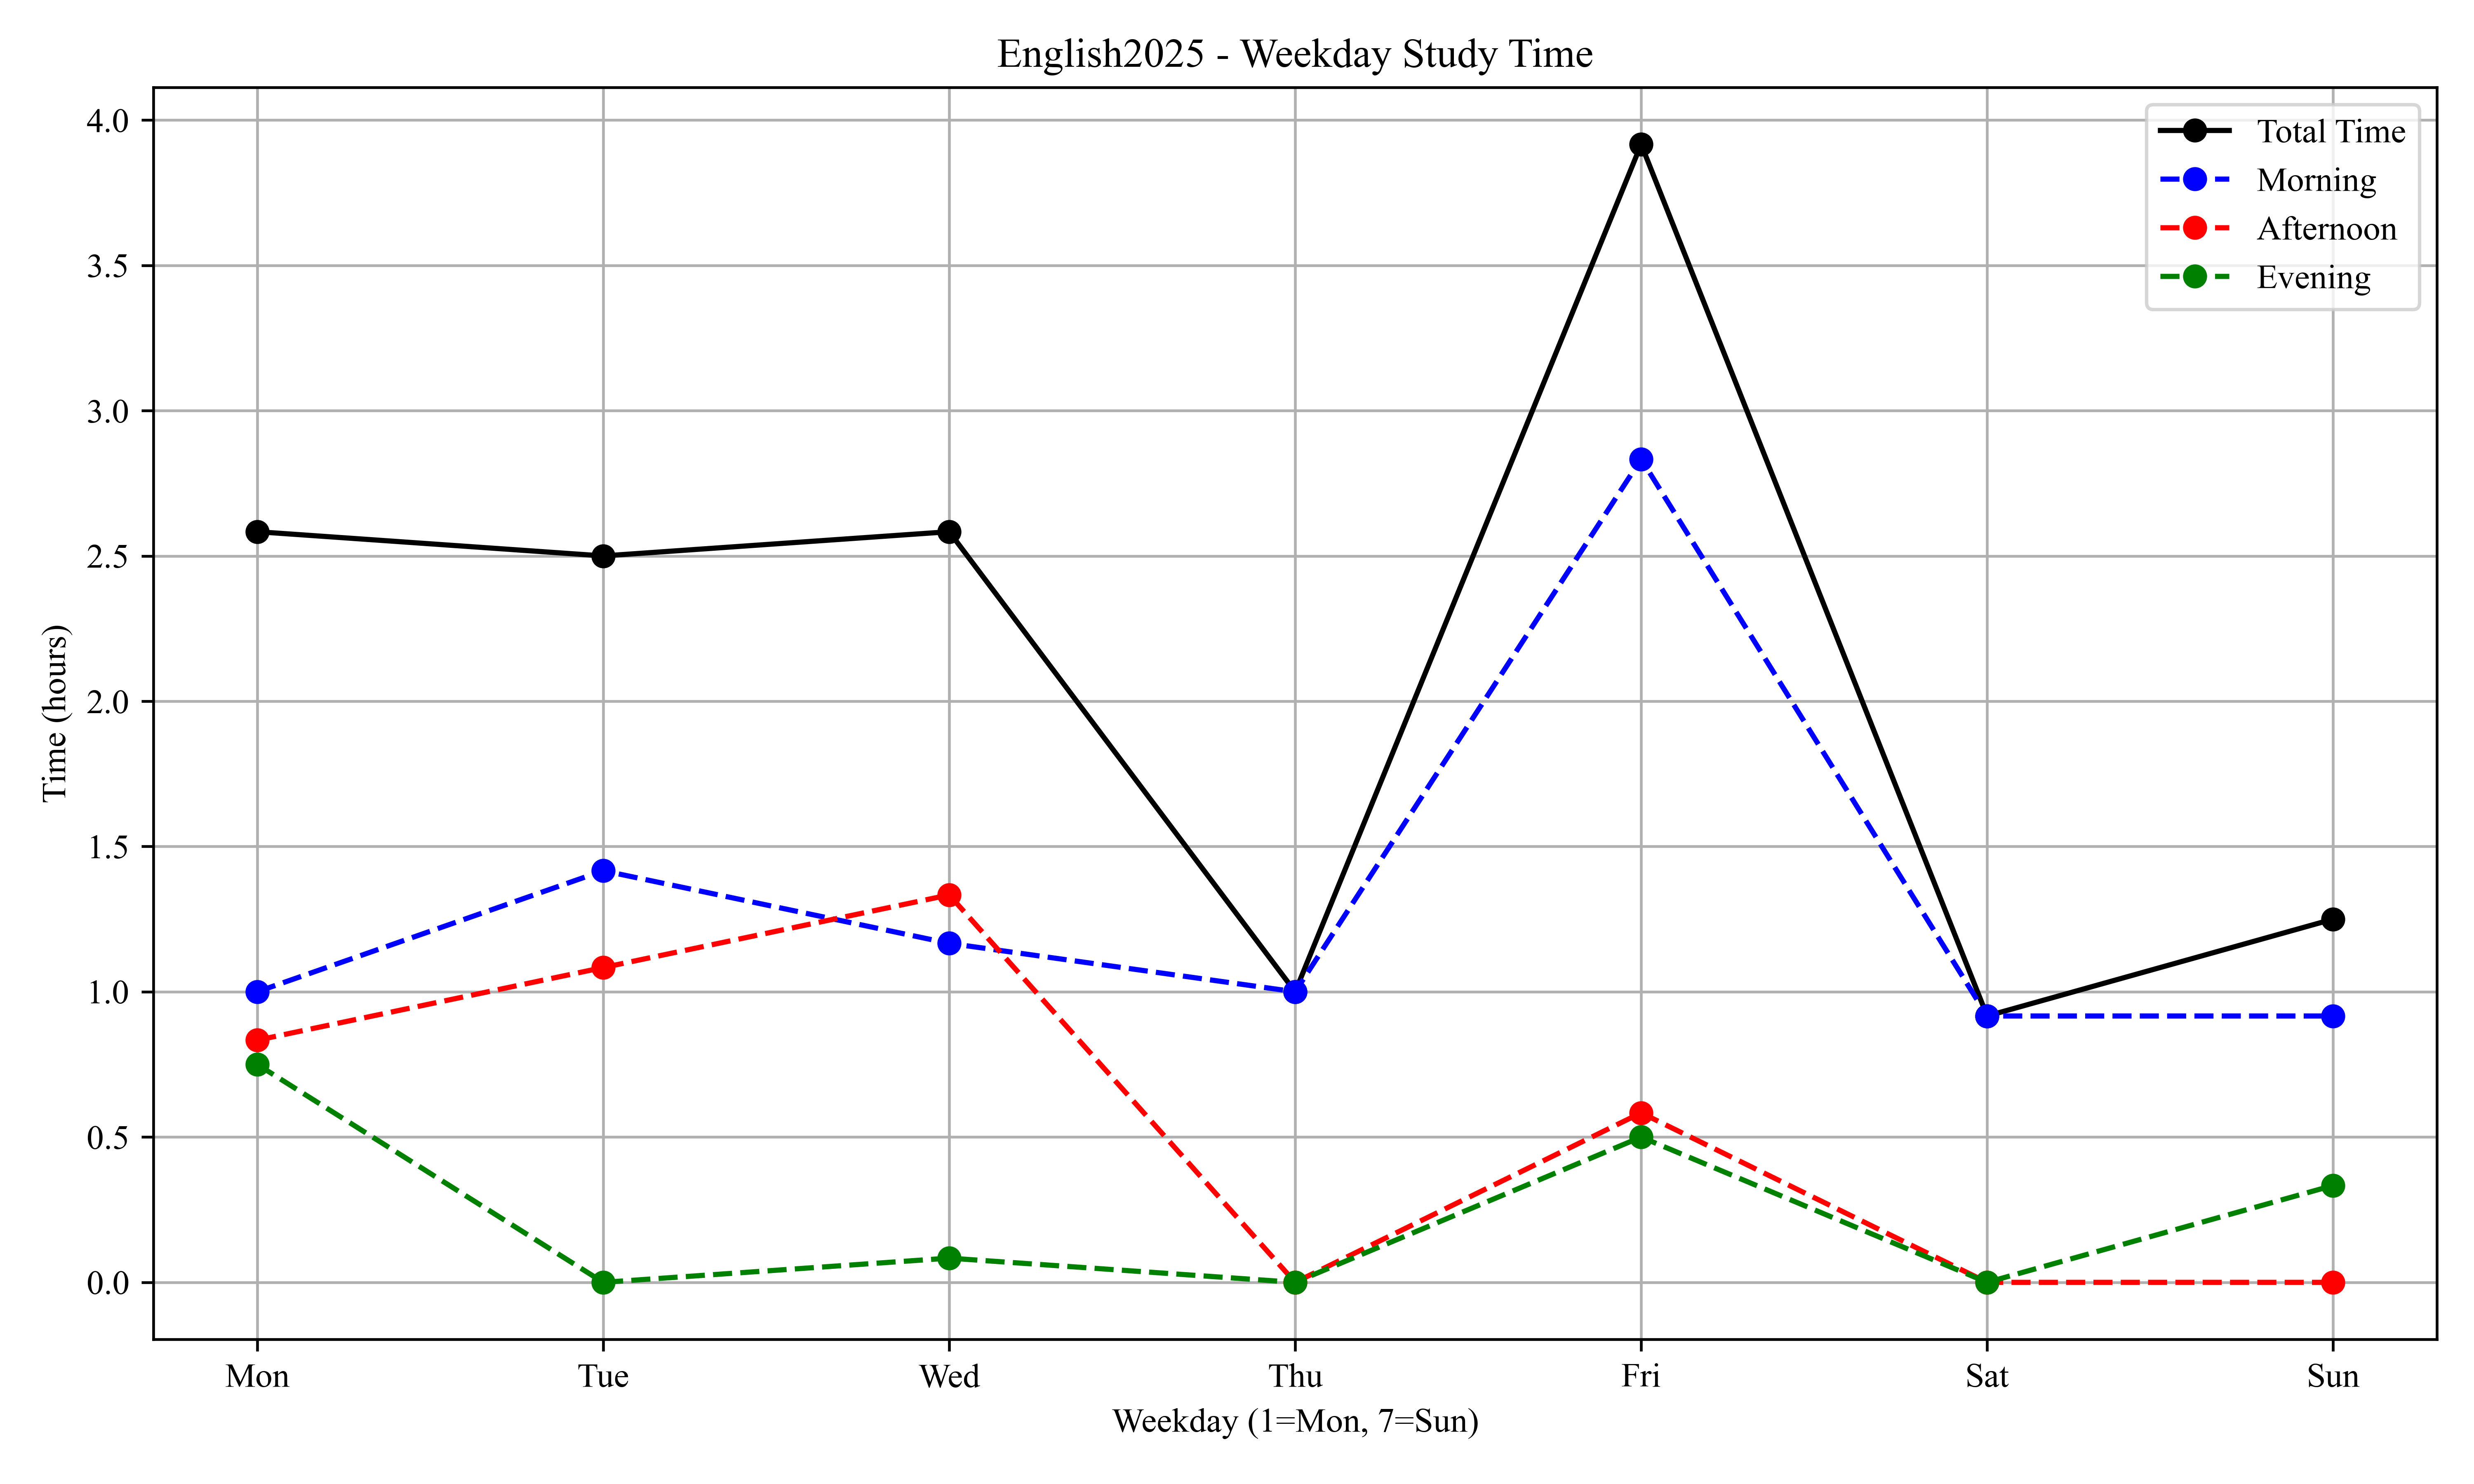 English2025 - Weekday Study Time
Total Time
Morning
Afternoon
Evening
4.0
3.5
3.0
2.5
2.0
1.5
1.0
0.5
0.0
Time (hours)
Mon Tue Wed Thu Fri Sat Sun
Weekday (1=Mon, 7=Sun)